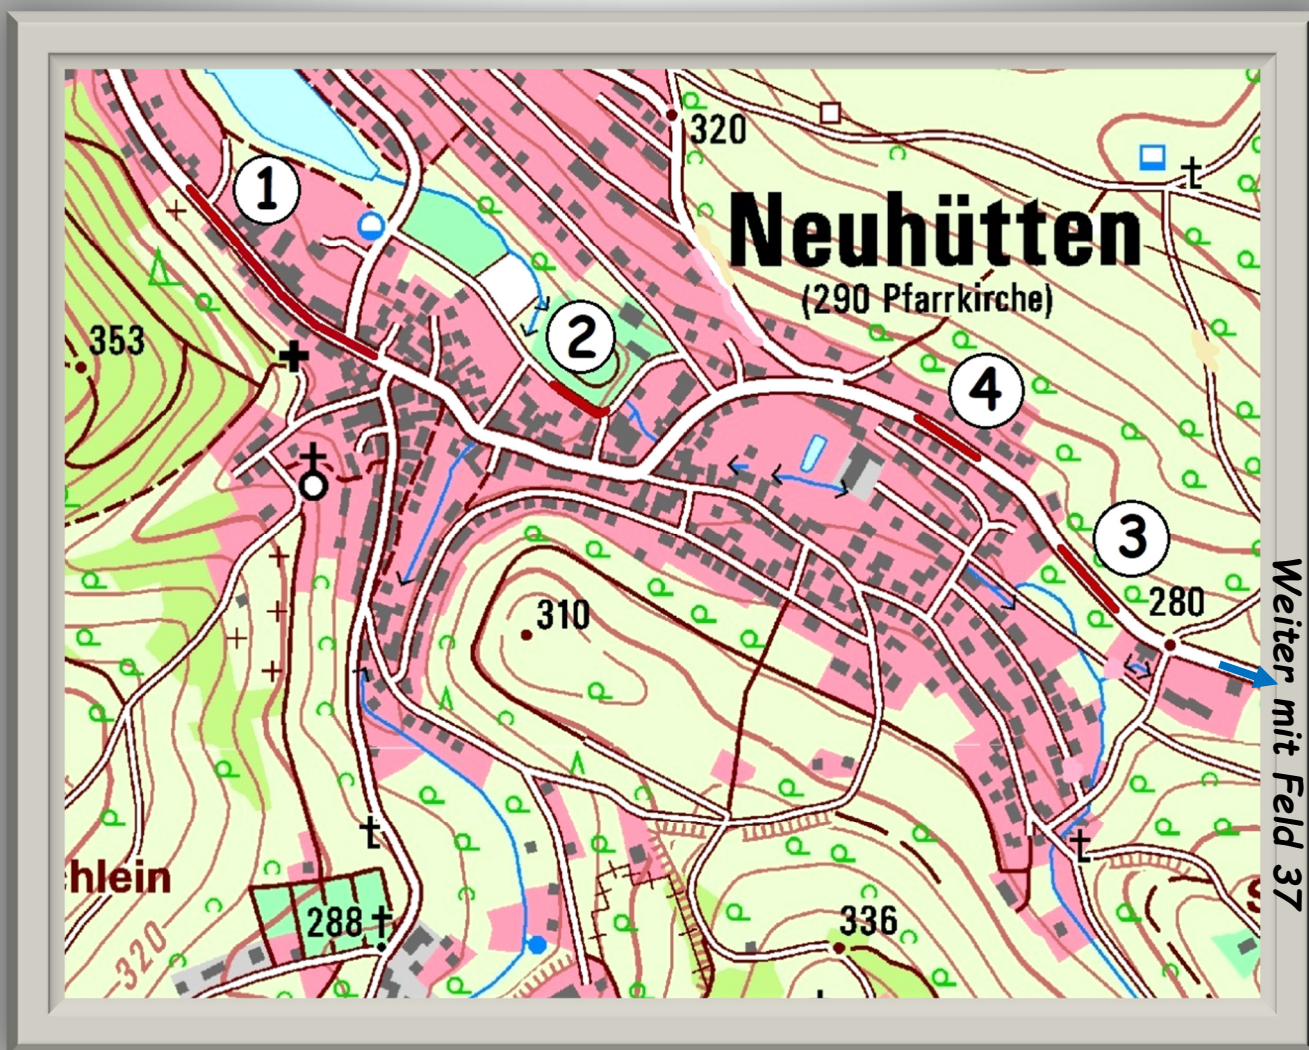 320
1
Neuhütten
(290 Pfarrkirche)
353
2
4
3
280
310
Weiter mit Feld 37
hlein
288
336
320
S